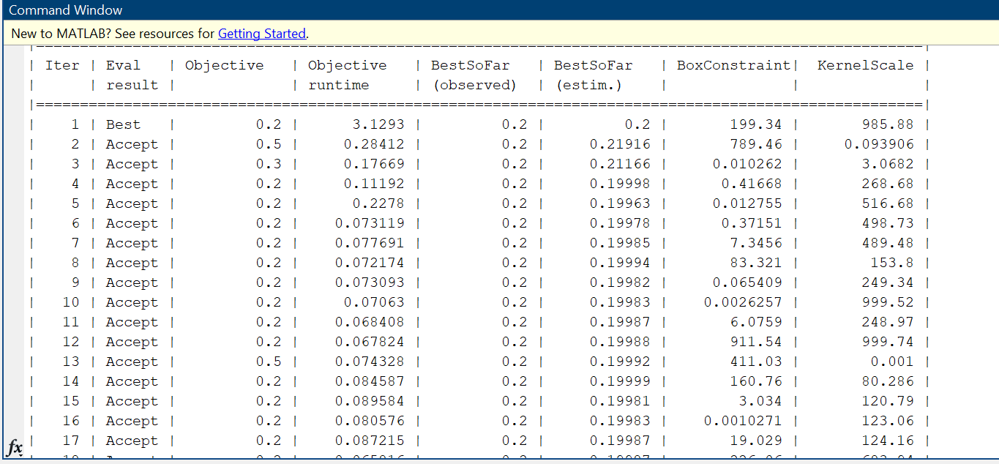 Command Window
New to MATLAB? See resources for Getting Started.
|==============================================================================================|
| Iter | Eval | Objective | Objective | BestSoFar | BestSoFar | BoxConstraint| KernelScale |
| | result | | runtime | (observed) | (estim.) | | |
|==============================================================================================|
| 1 | Best | 0.2 | 3.1293 | 0.2 | 0.2 | 199.34 | 985.88 |
| 2 | Accept | 0.5 | 0.28412 | 0.2 | 0.21916 | 789.46 | 0.093906 |
| 3 | Accept | 0.3 | 0.17669 | 0.2 | 0.21166 | 0.010262 | 3.0682 |
| 4 | Accept | 0.2 | 0.11192 | 0.2 | 0.19998 | 0.41668 | 268.68 |
| 5 | Accept | 0.2 | 0.2278 | 0.2 | 0.19963 | 0.012755 | 516.68 |
| 6 | Accept | 0.2 | 0.073119 | 0.2 | 0.19978 | 0.37151 | 498.73 |
| 7 | Accept | 0.2 | 0.077691 | 0.2 | 0.19985 | 7.3456 | 489.48 |
| 8 | Accept | 0.2 | 0.072174 | 0.2 | 0.19994 | 83.321 | 153.8 |
| 9 | Accept | 0.2 | 0.073093 | 0.2 | 0.19982 | 0.065409 | 249.34 |
| 10 | Accept | 0.2 | 0.07063 | 0.2 | 0.19983 | 0.0026257 | 999.52 |
| 11 | Accept | 0.2 | 0.068408 | 0.2 | 0.19987 | 6.0759 | 248.97 |
| 12 | Accept | 0.2 | 0.067824 | 0.2 | 0.19988 | 911.54 | 999.74 |
| 13 | Accept | 0.5 | 0.074328 | 0.2 | 0.19992 | 411.03 | 0.001 |
| 14 | Accept | 0.2 | 0.084587 | 0.2 | 0.19999 | 160.76 | 80.286 |
| 15 | Accept | 0.2 | 0.089584 | 0.2 | 0.19981 | 3.034 | 120.79 |
| 16 | Accept | 0.2 | 0.080576 | 0.2 | 0.19983 | 0.0010271 | 123.06 |
| 17 | Accept | 0.2 | 0.087215 | 0.2 | 0.19987 | 19.029 | 124.16 |
fx